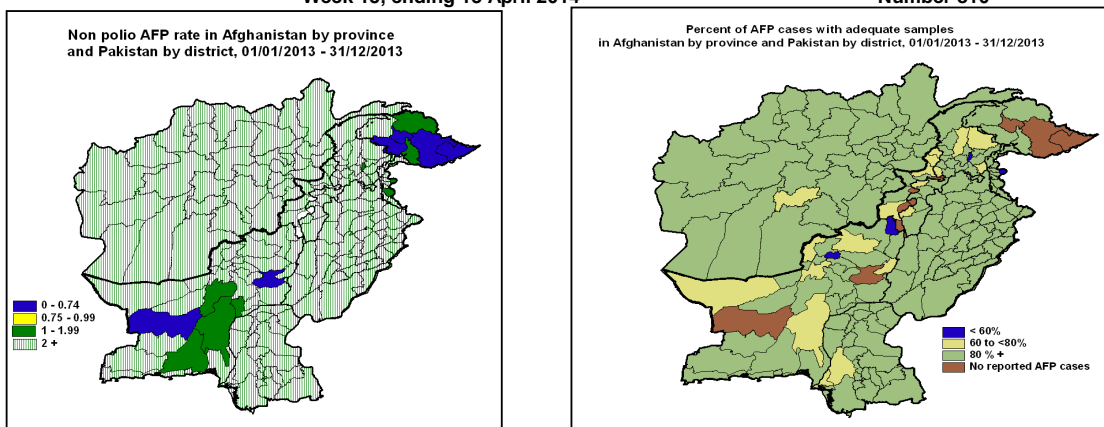 Non polio AFP rate in Afghanistan by province
and Pakistan by district, 01/01/2013 - 31/12/2013
0 - 0.74
0.75 - 0.99
1 - 1.99
2 +
Percent of AFP cases with adequate samples
in Afghanistan by province and Pakistan by district, 01/01/2013 - 31/12/2013
< 60%
60 to <80%
80 % +
No reported AFP cases